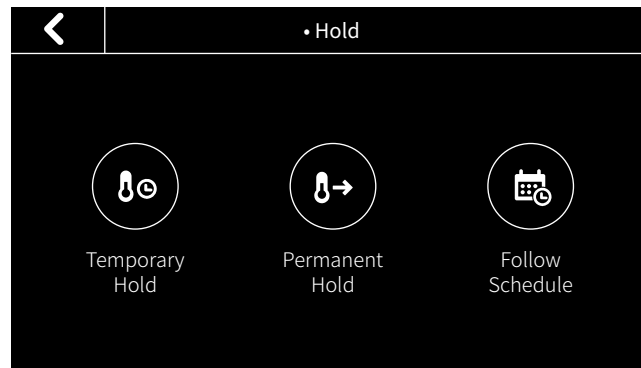 • Hold
Temporary
Hold
Permanent
Hold
Follow
Schedule